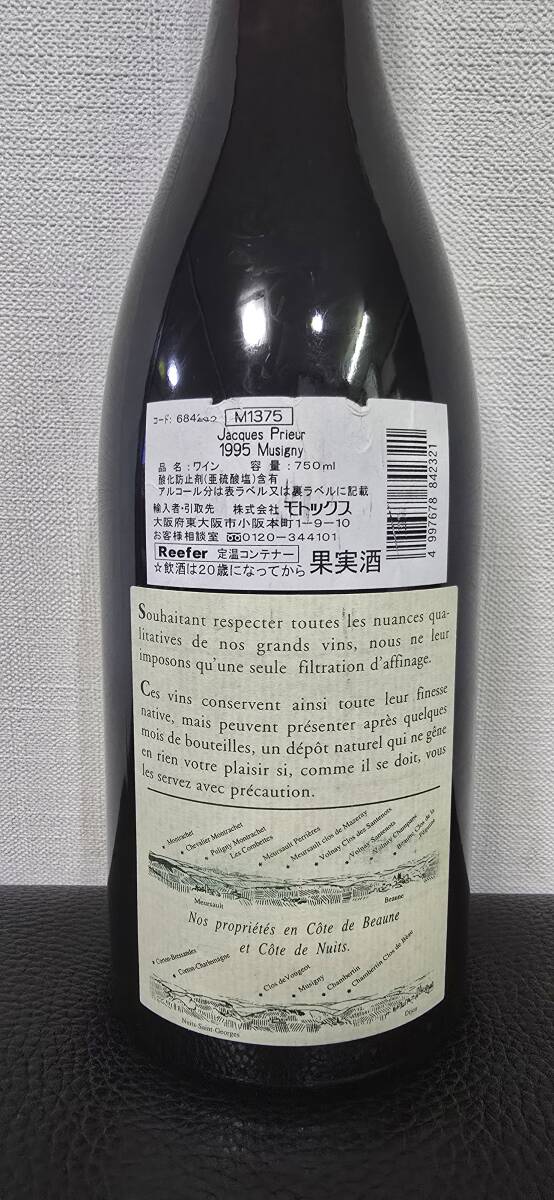 コード: 684
M1375
Jacques Prieur
1995 Musigny
品 名:ワイン 容 量:750ml
酸化防止剤(亜硫酸塩)含有
アルコール分は表ラベル又は裏ラベルに記載
輸入者・引取先 株式会社 モトックス
大阪府東大阪市小阪本町1-9-10
お客様相談室 0120-344101
Reefer 定温コンテナー
☆飲酒は20歳になってから 果実酒
4 997678 842321
Souhaitant respecter toutes les nuances qua-
litatives de nos grands vins, nous ne leur
imposons qu'une seule filtration d'affinage.
Ces vins conservent ainsi toute leur finesse
native, mais peuvent présenter après quelques
mois de bouteilles, un dépôt naturel qui ne gêne
en rien votre plaisir si, comme il se doit, vous
les servez avec précaution.
Montrachet
Chevalier Montrachet
Puligny Montrachet
Les Combettes
Meursault Perrières
Meursault clos de Mazeray
Volnay Clos des Santenots
Volnay Santenots
Volnay Champans
Beaune Clos de la
Féguine
Meursault
Beaune
Nos propriétés en Côte de Beaune
et Côte de Nuits.
Corton-Bressandes
Corton-Charlemagne
Clos de Vougeot
Musigny
Chambertin
Chambertin Clos de Bèze
Nuits Saint-Georges
Dijon